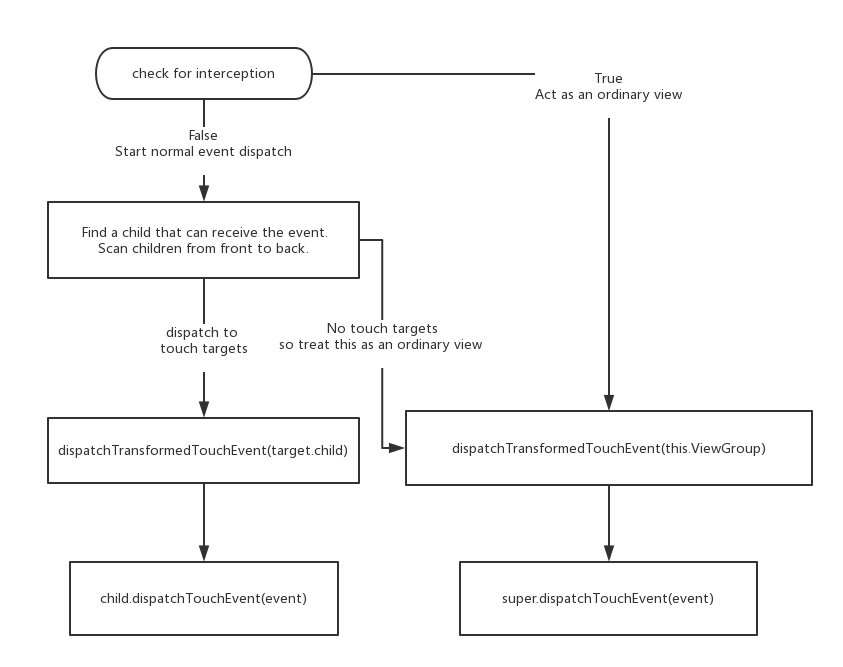 check for interception
True
Act as an ordinary view
False
Start normal event dispatch
Find a child that can receive the event.
Scan children from front to back.
dispatch to
touch targets
No touch targets
so treat this as an ordinary view
dispatchTransformedTouchEvent(target.child)
dispatchTransformedTouchEvent(this.ViewGroup)
child.dispatchTouchEvent(event)
super.dispatchTouchEvent(event)